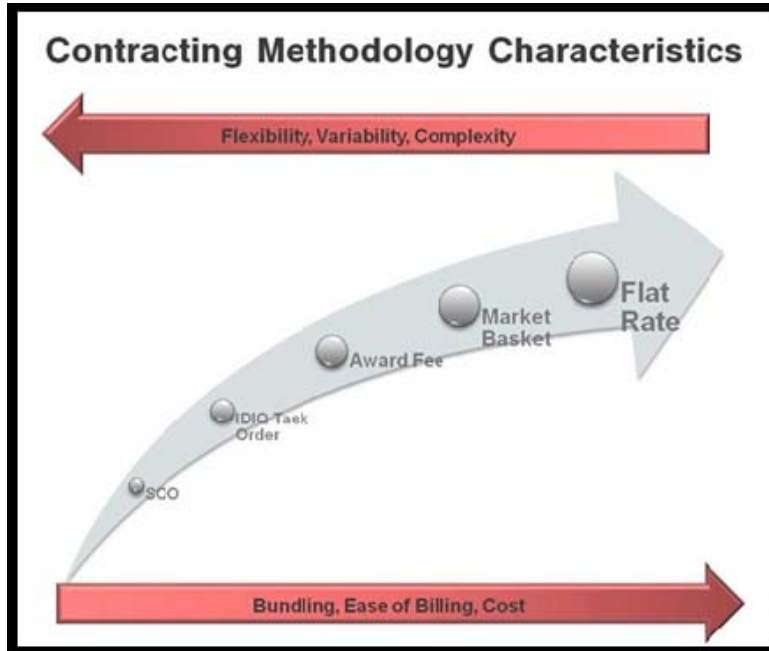 Contracting Methodology Characteristics
Flexibility, Variability, Complexity
Flat
Rate
Market
Basket
Award Fee
IDIQ Task
Order
SCO
Bundling, Ease of Billing, Cost